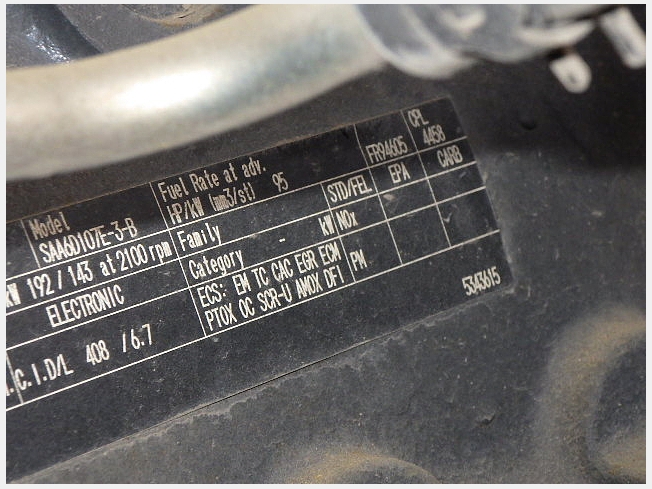 Model
SAA6D107E-3-B
Fuel Rate at adv.
HP/kW (mm3/st) 95
FR94605
CPL
4458
kW 192 / 143 at 2100 rpm
Family
STD/FEL
EPA
CARB
ELECTRONIC
Category - kW
NOx
C.I.D/L 408 / 6.7
ECS: EM TC CAC EGR ECM
PTOX OC SCR-U AMOX DFI
PM
5343615